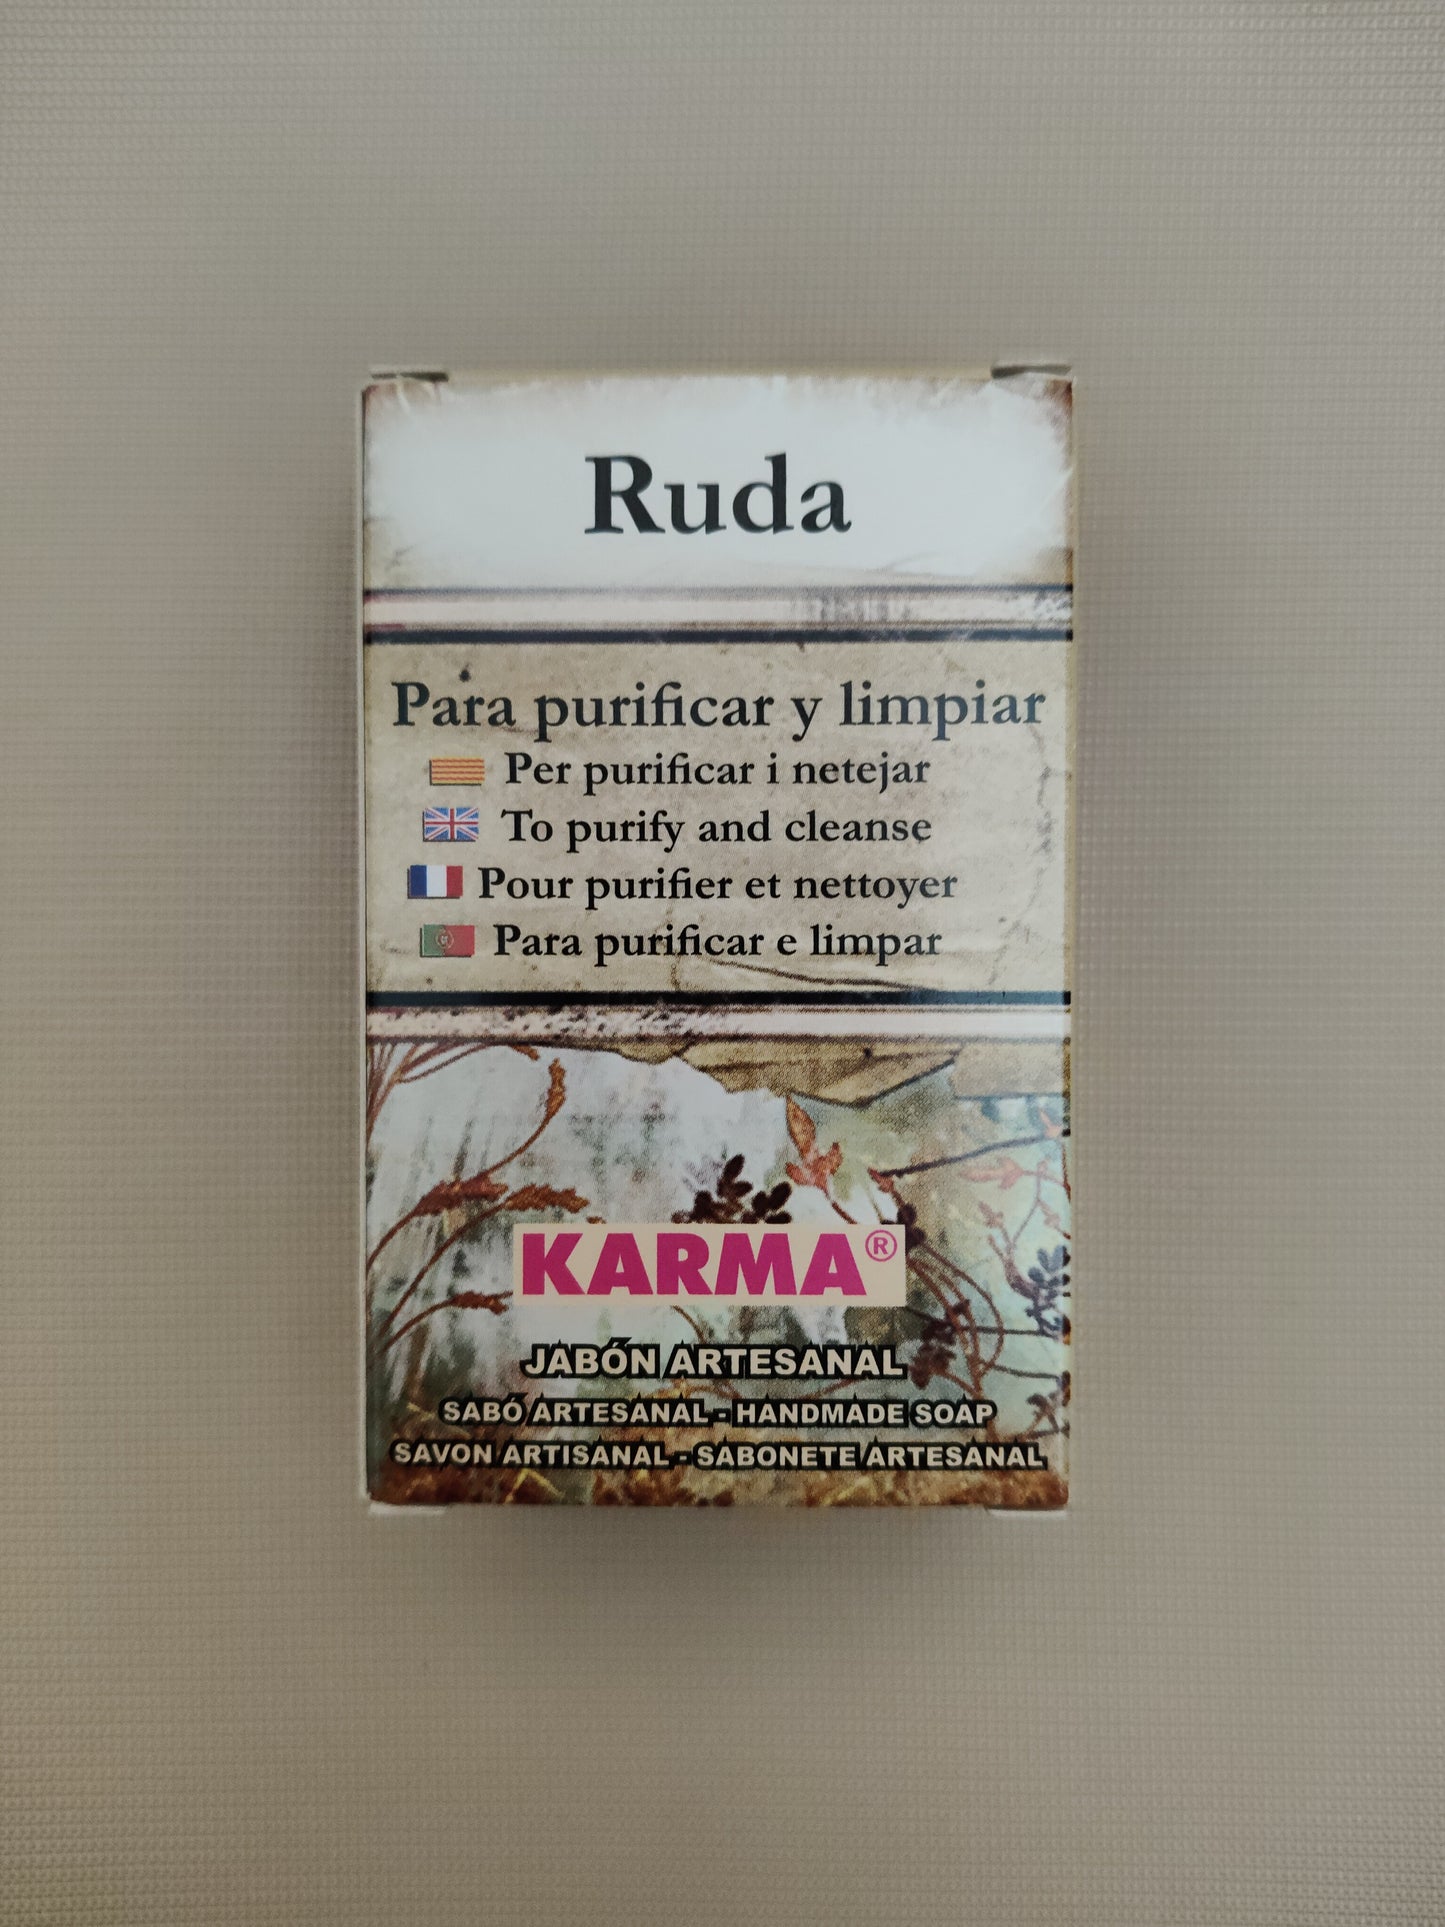 Ruda
Para purificar y limpiar
Per purificar i netejar
To purify and cleanse
Pour purifier et nettoyer
Para purificar e limpar
KARMA®
JABÓN ARTESANAL
SABÓ ARTESANAL - HANDMADE SOAP
SAVON ARTISANAL - SABONETE ARTESANAL